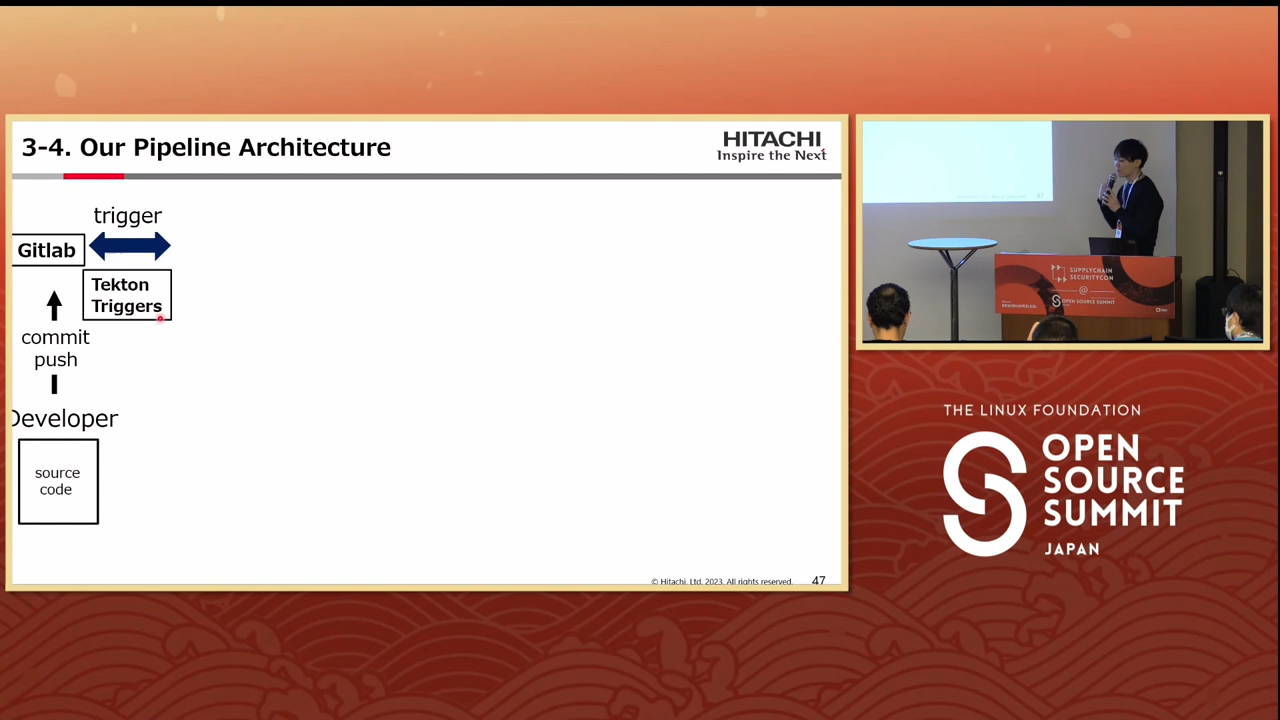 3-4. Our Pipeline Architecture
HITACHI
Inspire the Next
trigger
Gitlab
Tekton
Triggers
commit
push
Developer
source
code
© Hitachi, Ltd. 2023. All rights reserved.
47
SUPPLYCHAIN
SECURITYCON
@
OPEN SOURCE SUMMIT
THE LINUX FOUNDATION
OPEN
SOURCE
SUMMIT
JAPAN